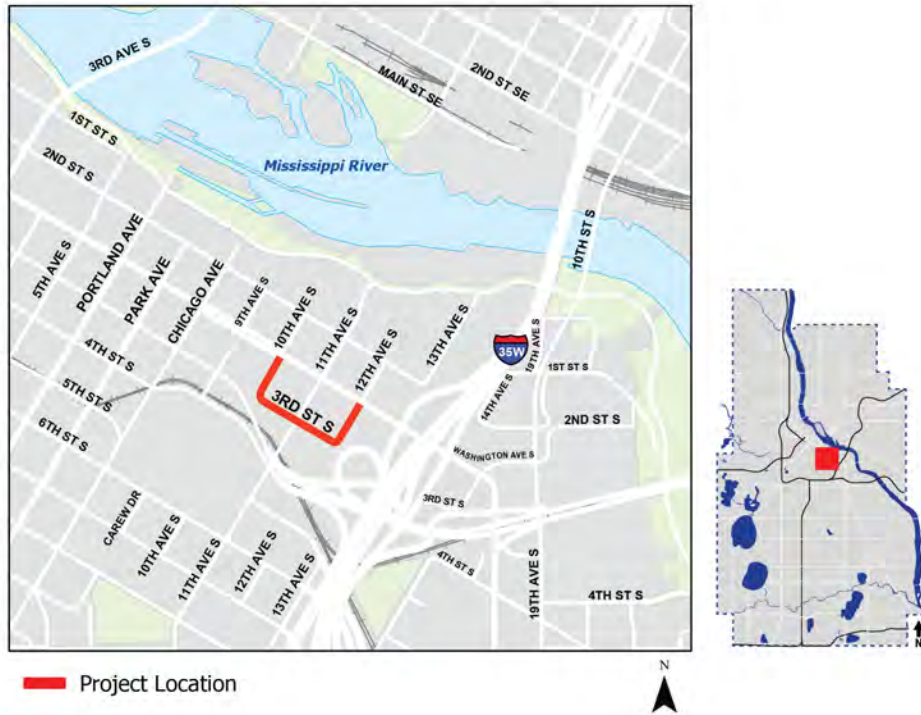 3RD AVE S
2ND ST SE
MAIN ST SE
1ST ST S
2ND ST S
Mississippi River
10TH ST S
5TH AVE S
PORTLAND AVE
PARK AVE
CHICAGO AVE
9TH AVE S
10TH AVE S
11TH AVE S
12TH AVE S
13TH AVE S
35W
19TH AVE S
14TH AVE S
1ST ST S
2ND ST S
4TH ST S
5TH ST S
6TH ST S
3RD ST S
WASHINGTON AVE S
3RD ST S
4TH ST S
CAREW DR
10TH AVE S
11TH AVE S
12TH AVE S
13TH AVE S
19TH AVE S
4TH ST S
N
Project Location
N